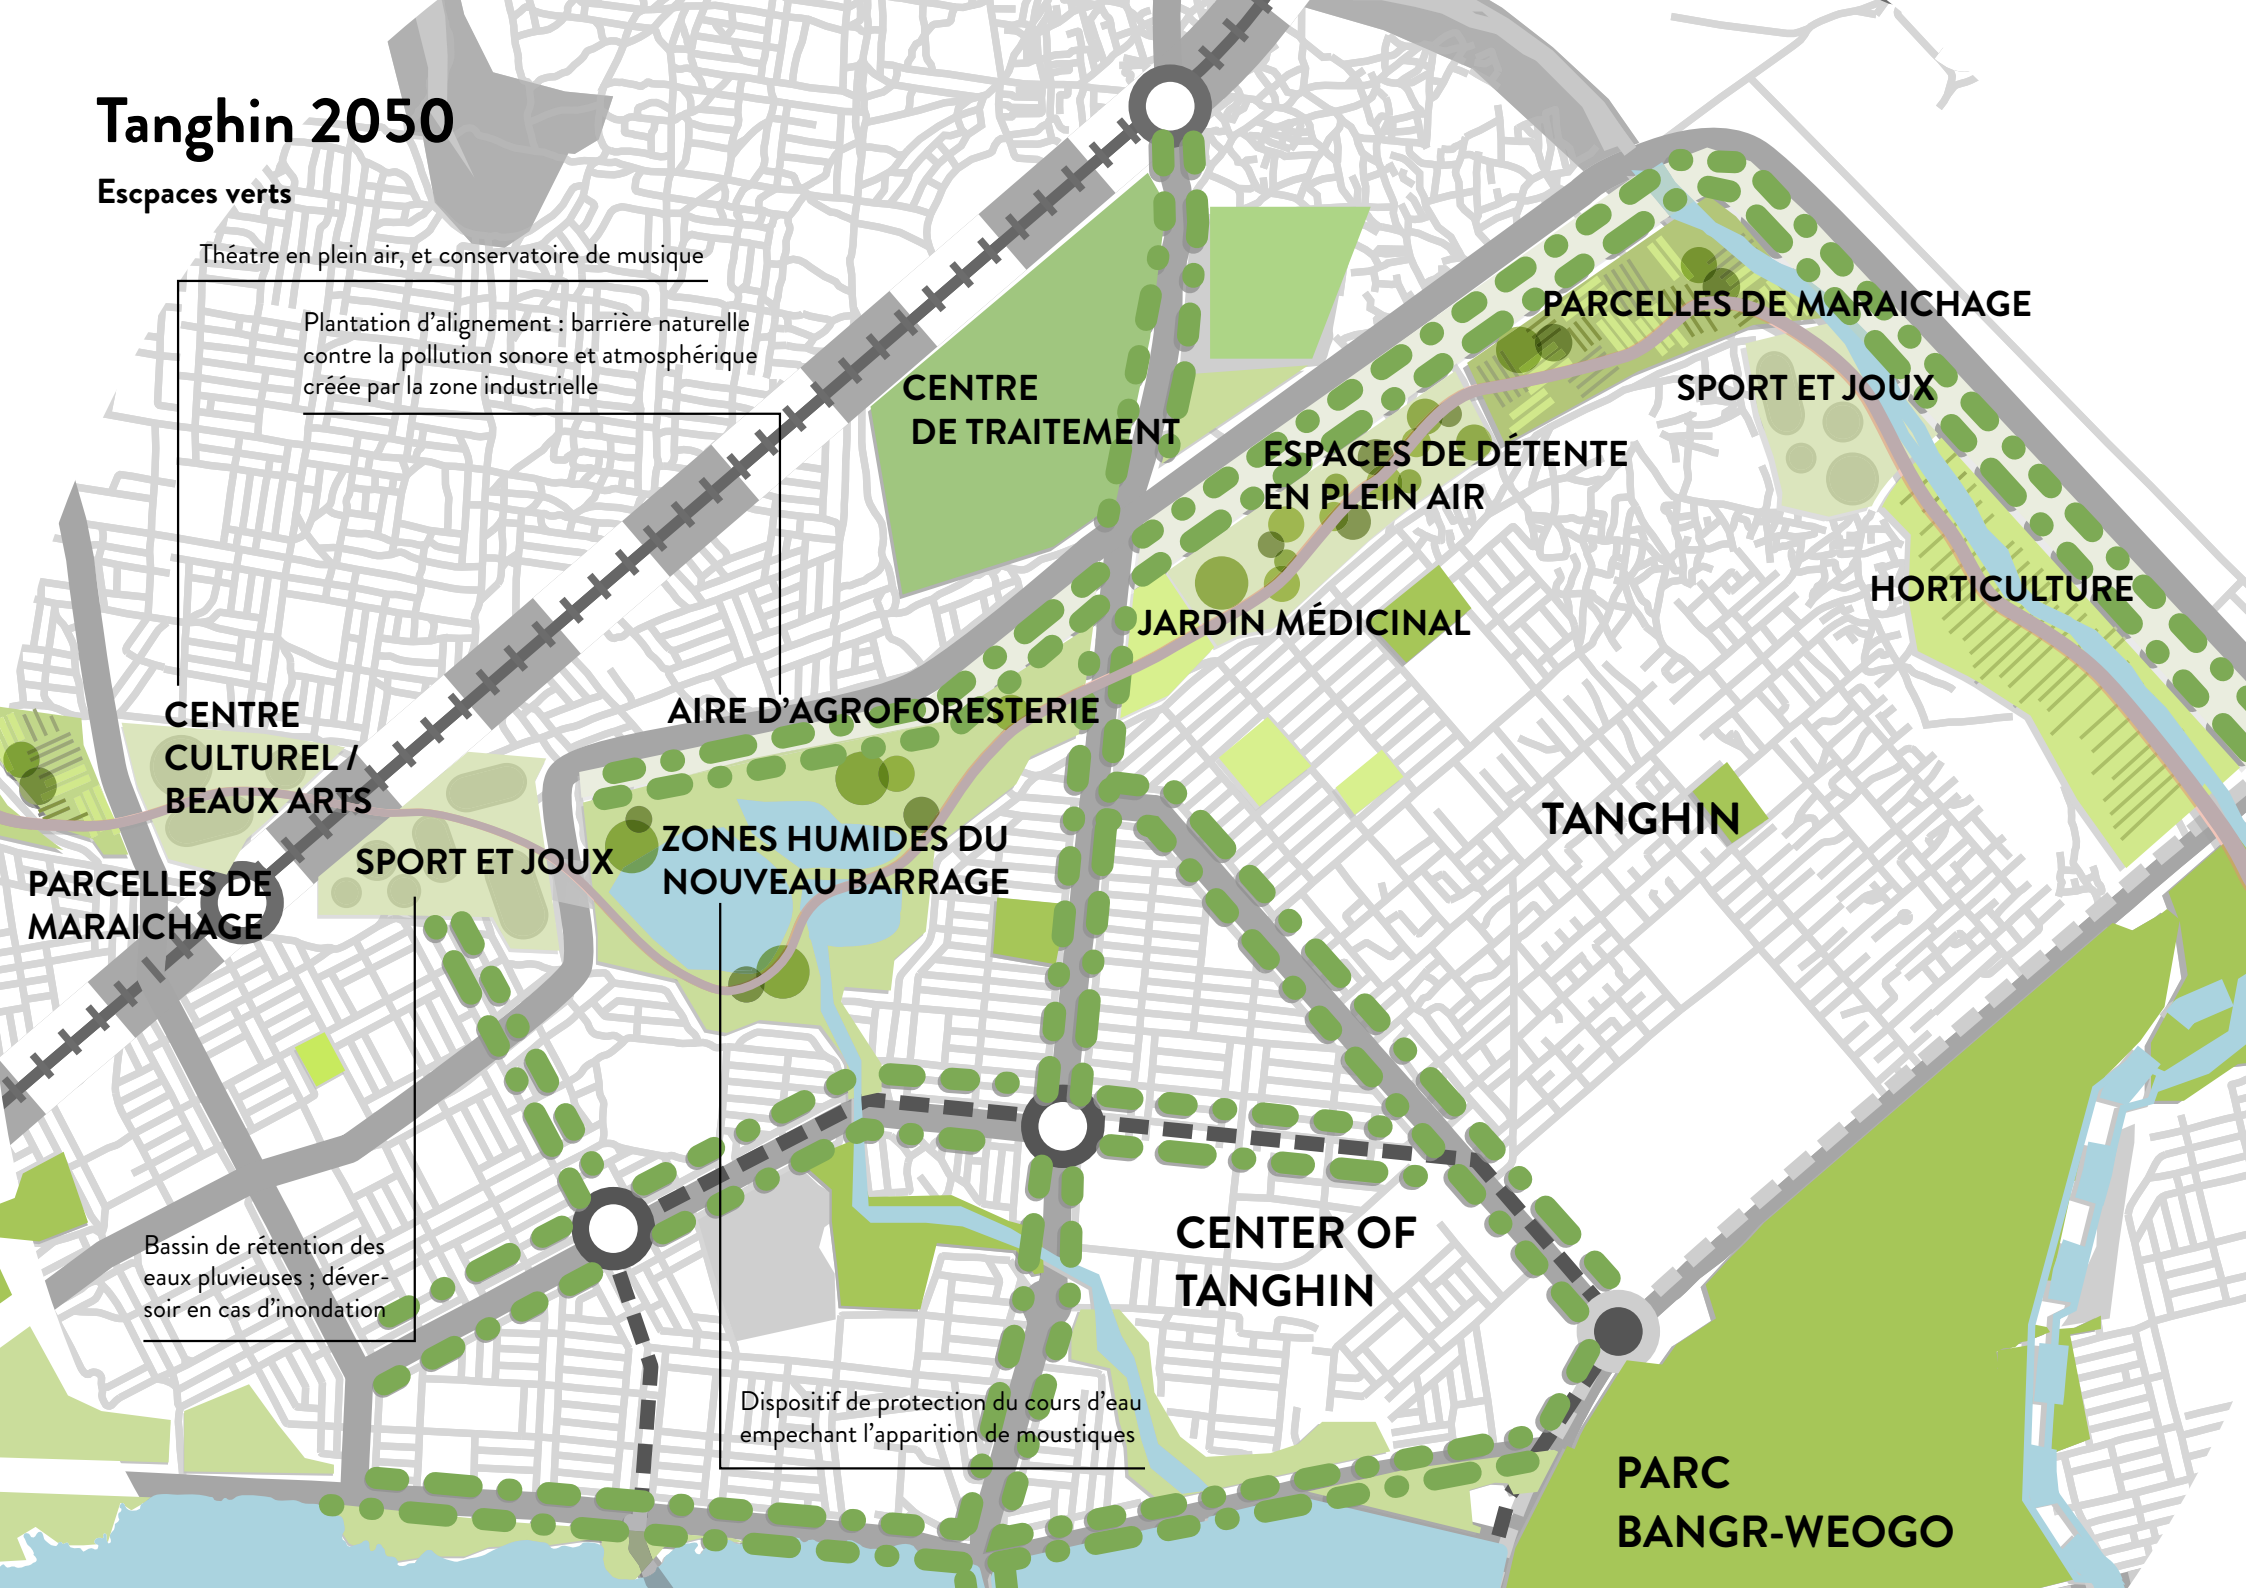 Tanghin 2050
Escpaces verts
Théatre en plein air, et conservatoire de musique
Plantation d’alignement : barrière naturelle
contre la pollution sonore et atmosphérique
créée par la zone industrielle
CENTRE
DE TRAITEMENT
PARCELLES DE MARAICHAGE
SPORT ET JOUX
ESPACES DE DÉTENTE
EN PLEIN AIR
HORTICULTURE
JARDIN MÉDICINAL
AIRE D’AGROFORESTERIE
CENTRE
CULTUREL /
BEAUX ARTS
TANGHIN
ZONES HUMIDES DU
NOUVEAU BARRAGE
SPORT ET JOUX
PARCELLES DE
MARAICHAGE
CENTER OF
TANGHIN
Bassin de rétention des
eaux pluvieuses ; déver-
soir en cas d’inondation
Dispositif de protection du cours d’eau
empechant l’apparition de moustiques
PARC
BANGR-WEOGO